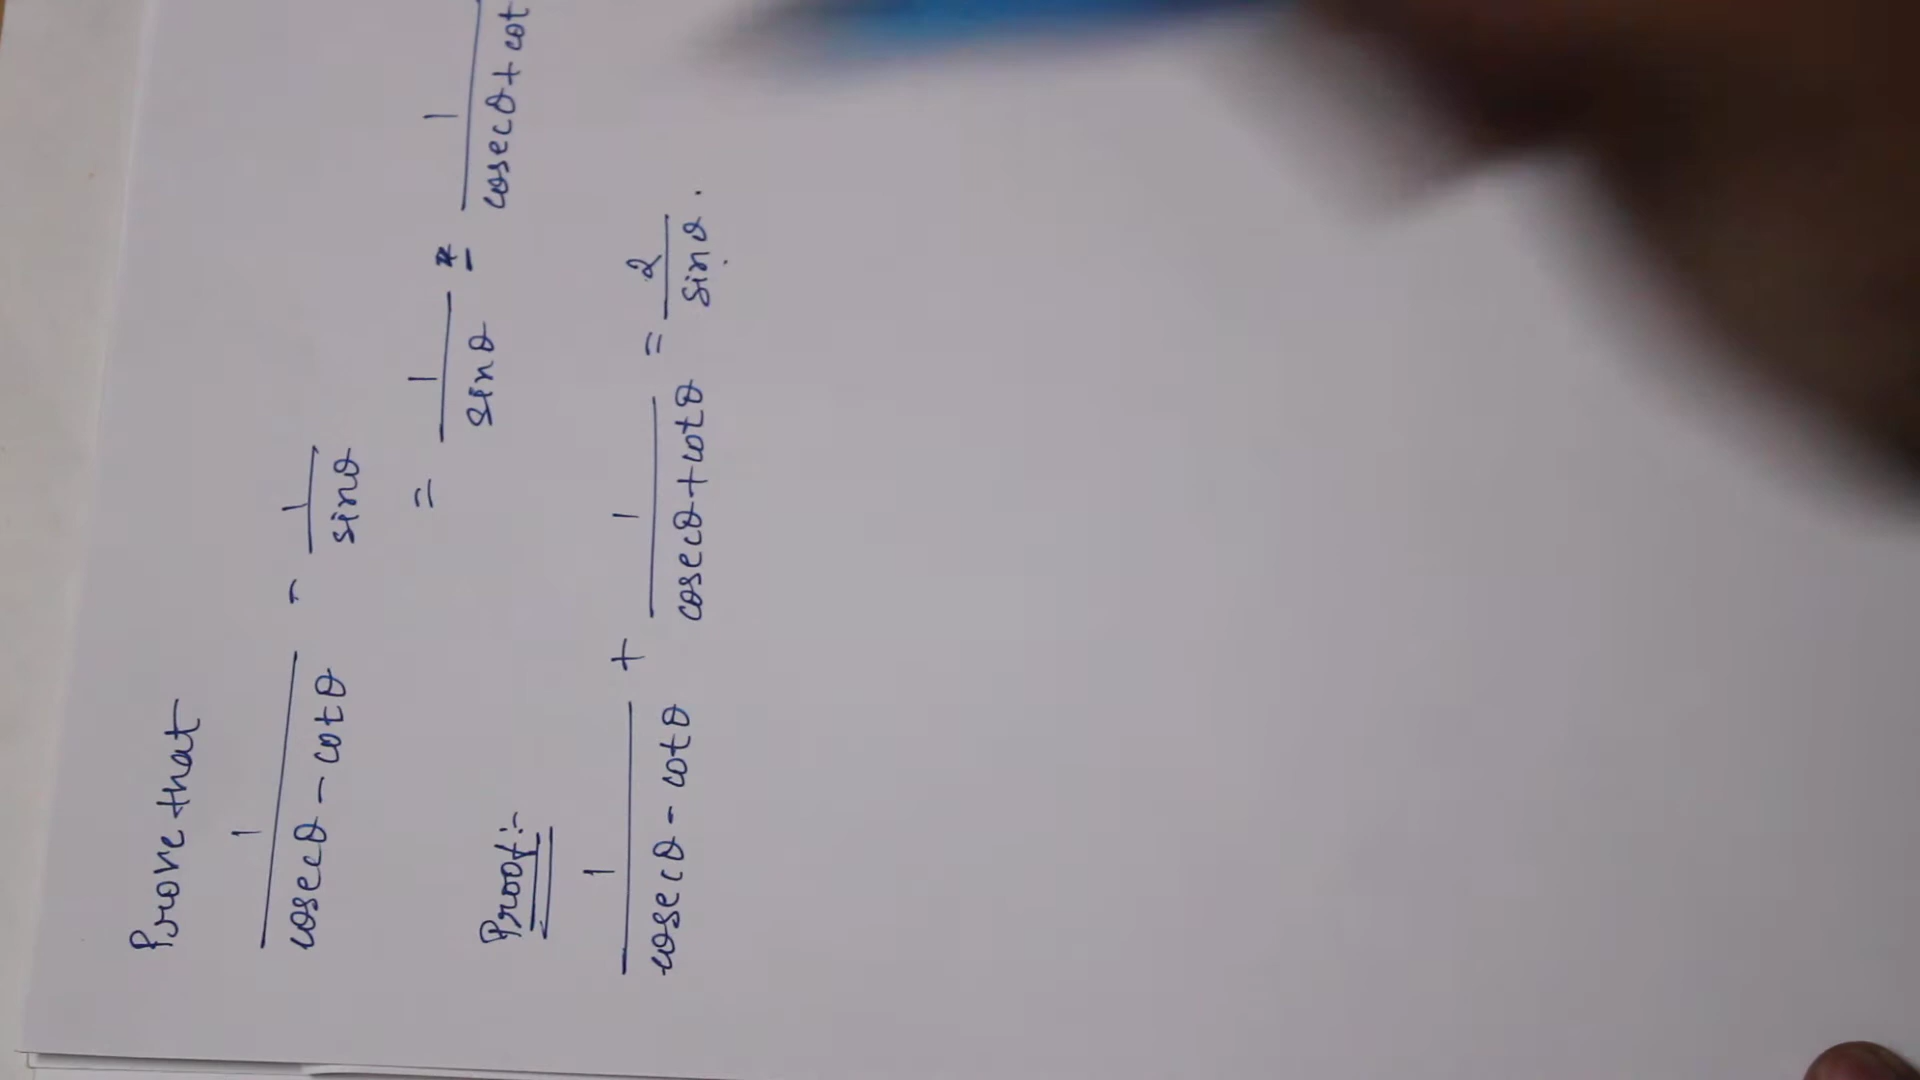 Prove that
1/(cosecθ - cotθ) - 1/sinθ
= 1/sinθ - 1/(cosecθ + cot
Proof:-
1/(cosecθ - cotθ) + 1/(cosecθ + cotθ) = 2/sinθ.